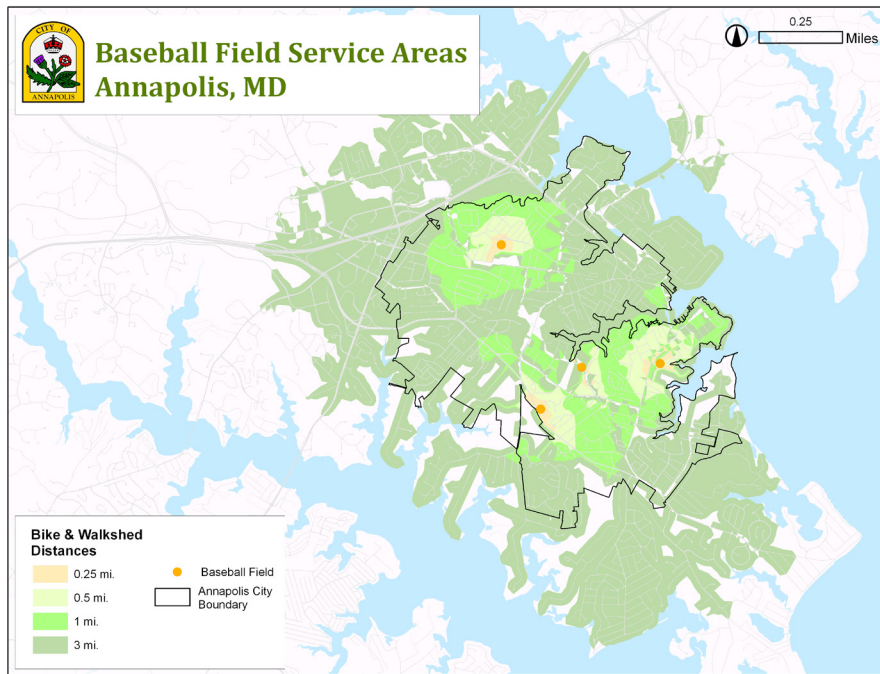 CITY OF
ANNAPOLIS
Baseball Field Service Areas
Annapolis, MD
0.25
Miles
Bike & Walkshed
Distances
0.25 mi.
0.5 mi.
1 mi.
3 mi.
Baseball Field
Annapolis City
Boundary